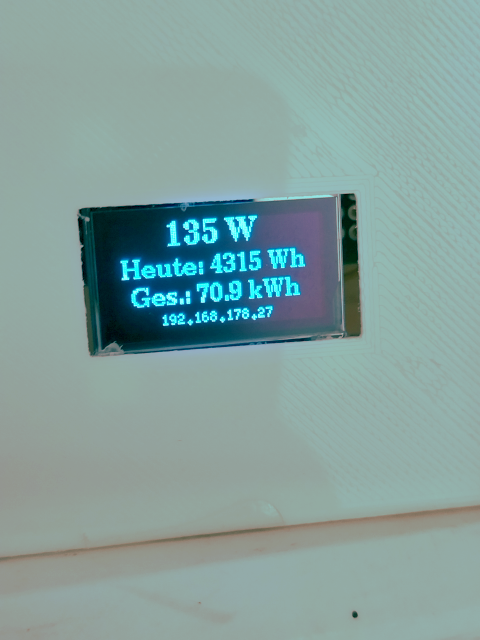 135 W
Heute: 4315 Wh
Ges.: 70.9 kWh
192.168.178.27